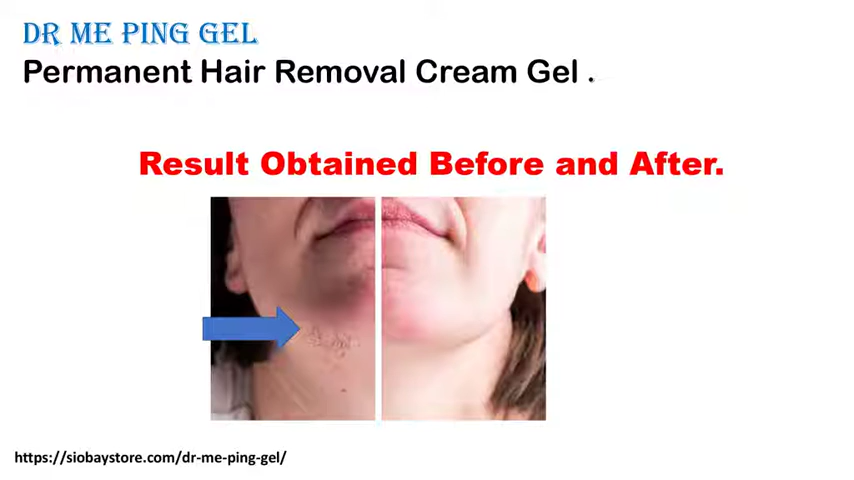 DR ME PING GEL
Permanent Hair Removal Cream Gel .
Result Obtained Before and After.
https://siobaystore.com/dr-me-ping-gel/